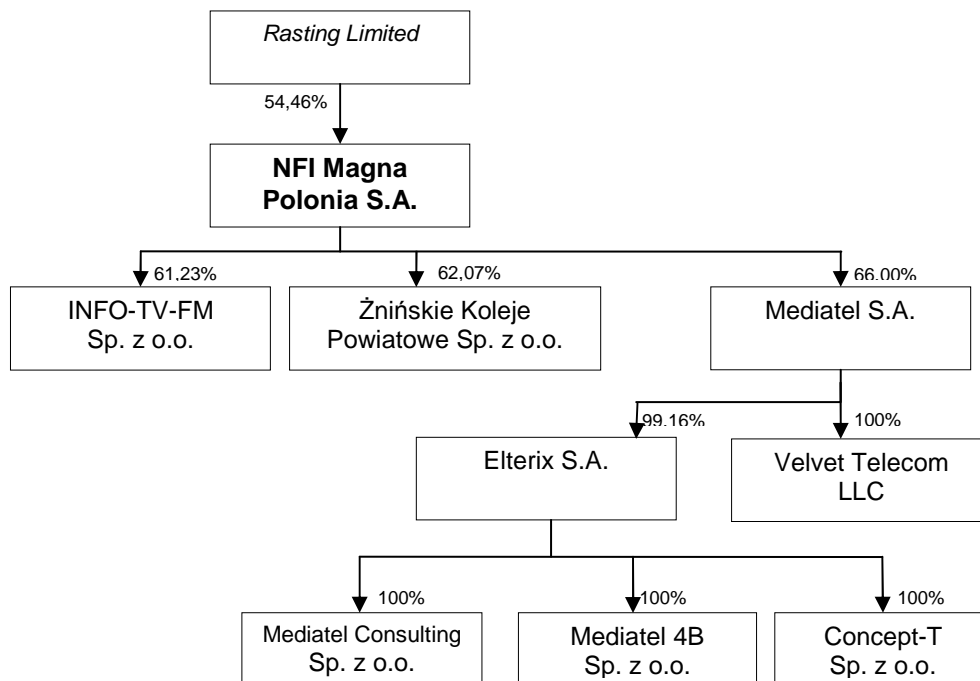 Rasting Limited
54,46%
NFI Magna
Polonia S.A.
61,23%
62,07%
66.00%
INFO-TV-FM
Sp. z o.o.
Żnińskie Koleje
Powiatowe Sp. z o.o.
Mediatel S.A.
99.16%
100%
Elterix S.A.
Velvet Telecom
LLC
100%
100%
100%
Mediatel Consulting
Sp. z o.o.
Mediatel 4B
Sp. z o.o.
Concept-T
Sp. z o.o.